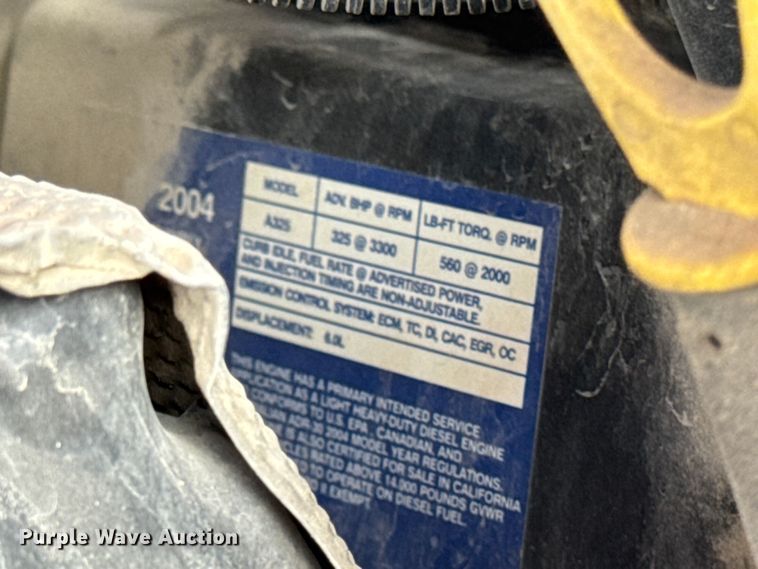 2004
MODEL ADV. BHP @ RPM LB-FT TORQ. @ RPM
A325 325 @ 3300 560 @ 2000
CURB IDLE, FUEL RATE @ ADVERTISED POWER,
AND INJECTION TIMING ARE NON-ADJUSTABLE.
EMISSION CONTROL SYSTEM: ECM, TC, DI, CAC, EGR, OC
DISPLACEMENT: 6.0L
THIS ENGINE HAS A PRIMARY INTENDED SERVICE
APPLICATION AS A LIGHT HEAVY-DUTY DIESEL ENGINE
CONFORMS TO U.S. EPA, CANADIAN, AND
ADR-30 2004 MODEL YEAR REGULATIONS.
IS ALSO CERTIFIED FOR SALE IN CALIFORNIA
RATED ABOVE 14,000 POUNDS GVWR
TO OPERATE ON DIESEL FUEL.
EXEMPT.
Purple Wave Auction